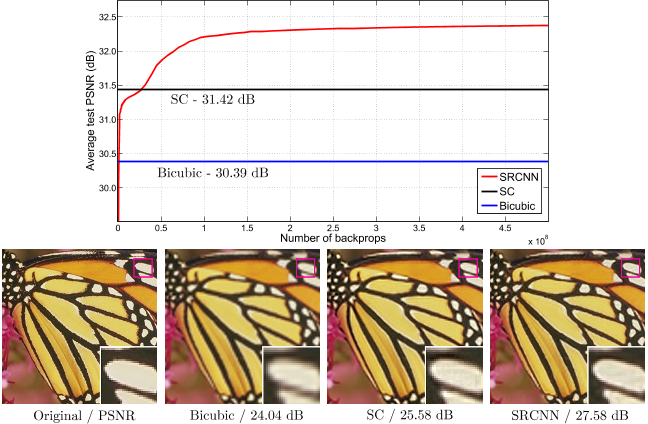 32.5
32.0
31.5
31.0
30.5
30.0
Average test PSNR (dB)
SC - 31.42 dB
Bicubic - 30.39 dB
SRCNN
SC
Bicubic
0 0.5 1 1.5 2 2.5 3 3.5 4 4.5
Number of backprops
x 10⁸
Original / PSNR
Bicubic / 24.04 dB
SC / 25.58 dB
SRCNN / 27.58 dB